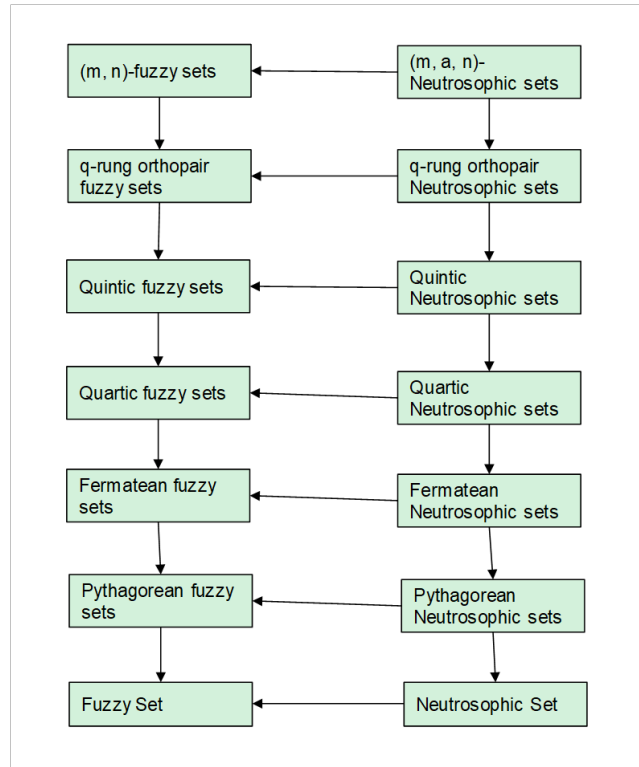 (m, n)-fuzzy sets
(m, a, n)-
Neutrosophic sets
q-rung orthopair
fuzzy sets
q-rung orthopair
Neutrosophic sets
Quintic fuzzy sets
Quintic
Neutrosophic sets
Quartic fuzzy sets
Quartic
Neutrosophic sets
Fermatean fuzzy
sets
Fermatean
Neutrosophic sets
Pythagorean fuzzy
sets
Pythagorean
Neutrosophic sets
Fuzzy Set
Neutrosophic Set